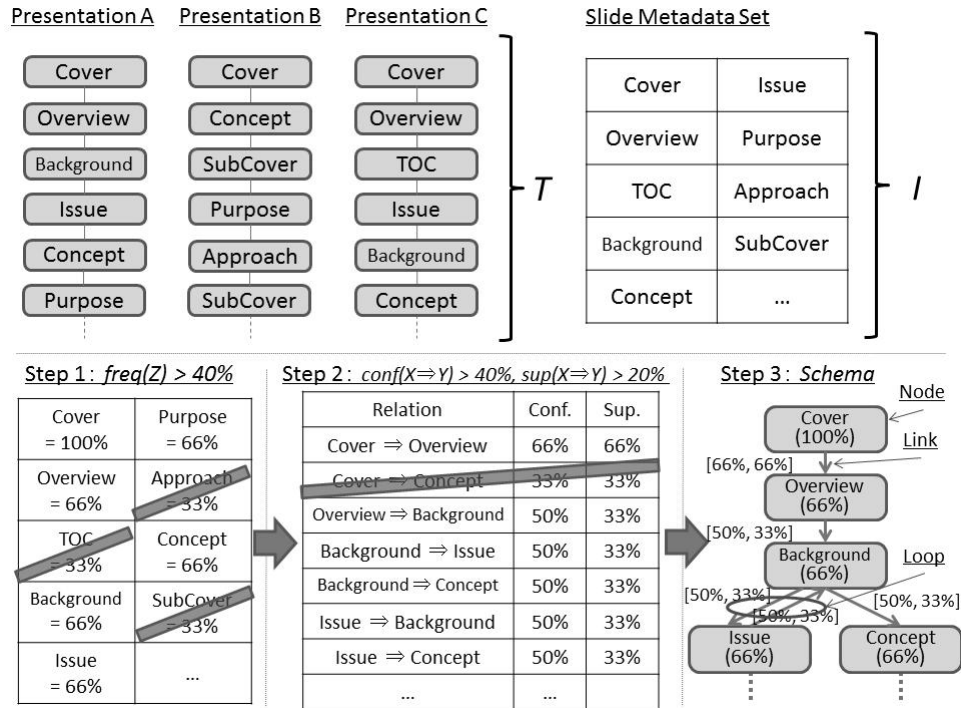 Presentation A
Presentation B
Presentation C
Slide Metadata Set
Cover
Overview
Background
Issue
Concept
Purpose
Cover
Concept
SubCover
Purpose
Approach
SubCover
Cover
Overview
TOC
Issue
Background
Concept
T
Cover Issue
Overview Purpose
TOC Approach
Background SubCover
Concept ...
I
Step 1 : freq(Z) > 40%
Cover
= 100%
Purpose
= 66%
Overview
= 66%
Approach
= 33%
TOC
= 33%
Concept
= 66%
Background
= 66%
SubCover
= 33%
Issue
= 66%
...
Step 2 : conf(X⇒Y) > 40%, sup(X⇒Y) > 20%
Relation Conf. Sup.
Cover ⇒ Overview 66% 66%
Cover ⇒ Concept 33% 33%
Overview ⇒ Background 50% 33%
Background ⇒ Issue 50% 33%
Background ⇒ Concept 50% 33%
Issue ⇒ Background 50% 33%
Issue ⇒ Concept 50% 33%
... ...
Step 3 : Schema
Node
Cover
(100%)
Link
[66%, 66%]
Overview
(66%)
[50%, 33%]
Background
(66%)
Loop
[50%, 33%]
[50%, 33%]
[50%, 33%]
Issue
(66%)
Concept
(66%)